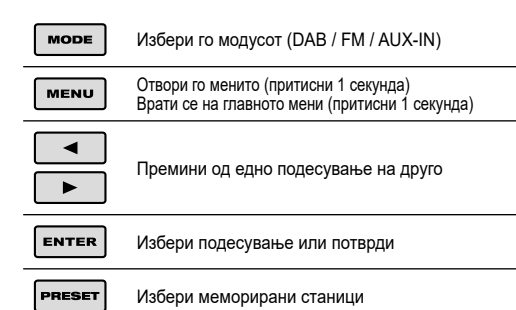 MODE Избери го модусот (DAB / FM / AUX-IN)
MENU Отвори го менито (притисни 1 секунда)
Врати се на главното мени (притисни 1 секунда)
Премини од едно подесување на друго
ENTER Избери подесување или потврди
PRESET Избери меморирани станици